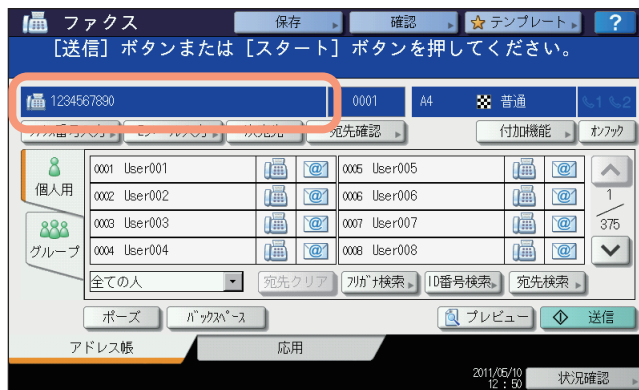 ファクス 保存 確認 テンプレート ?
[送信] ボタンまたは [スタート] ボタンを押してください。
1234567890 0001 A4 普通 1 2
宛先確認 付加機能 オンフック
個人用
グループ
0001 User001 0005 User005
0002 User002 0006 User006
0003 User003 0007 User007
0004 User004 0008 User008
1
375
全ての人 宛先クリア フリガナ検索 ID番号検索 宛先検索
ポーズ バックスペース プレビュー 送信
アドレス帳 応用
2011/05/10
12 : 50 状況確認